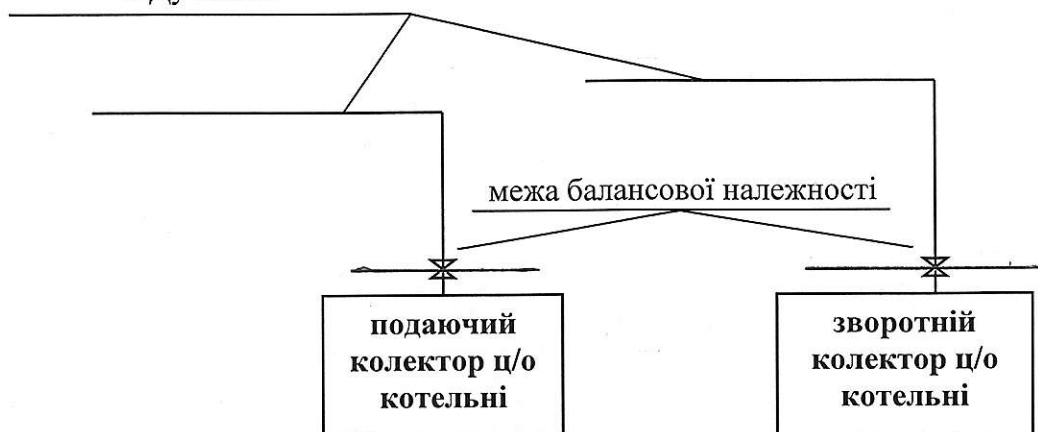 межа балансової належності
подаючий
колектор ц/о
котельні
зворотній
колектор ц/о
котельні